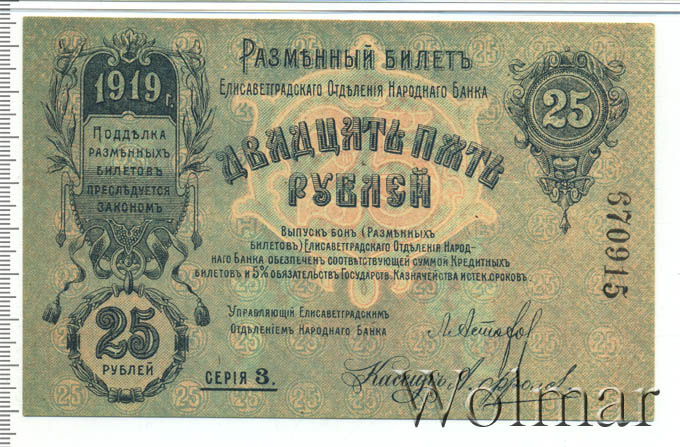 Размѣнный Билетъ
Елисаветградскаго Отдѣленія Народнаго Банка
1919 г.
Поддѣлка
размѣнныхъ
билетовъ
преслѣдуется
закономъ
25
Двадцать пять
рублей
670915
Выпускъ бонъ (Размѣнныхъ
билетовъ) Елисаветградскаго Отдѣленія Народ-
наго Банка обезпеченъ соотвѣтствующей суммой Кредитныхъ
билетовъ и 5% обязательствъ Государств. Казначейства истек. сроковъ.
25
рублей
Управляющій Елисаветградскимъ
Отдѣленіемъ Народнаго Банка
Серія 3.
Кассиръ
Wolmar